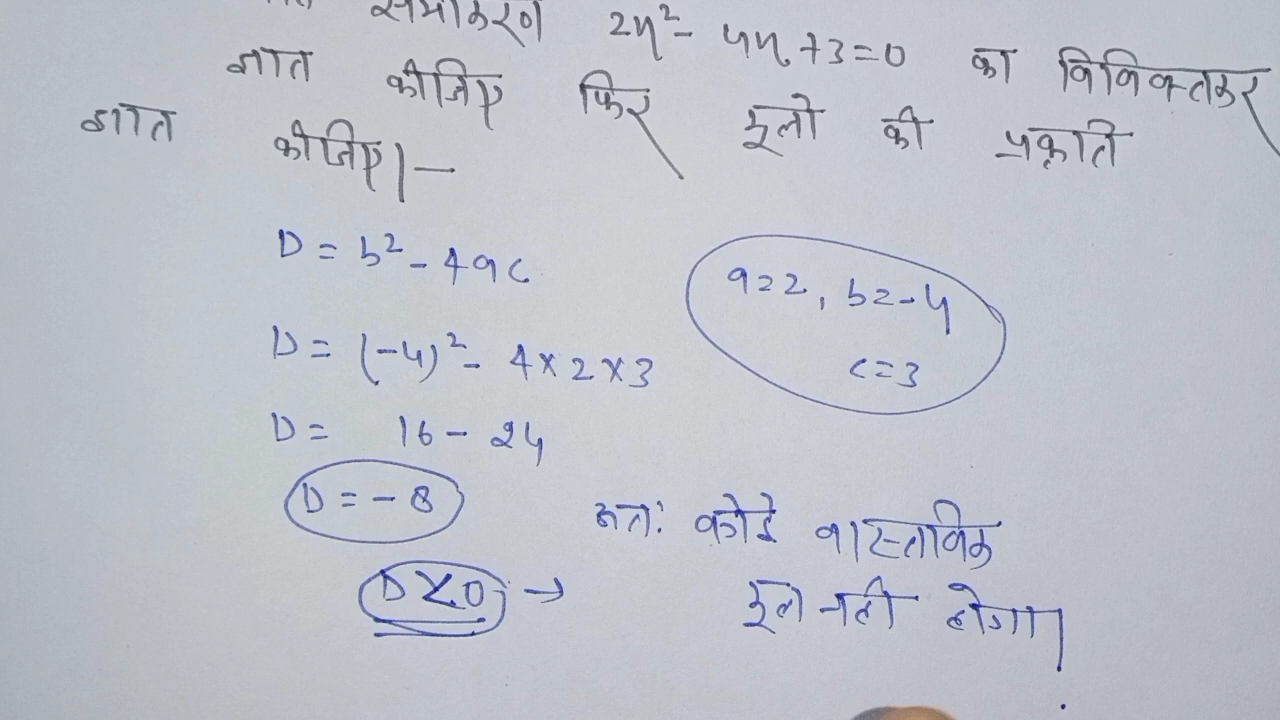 समीकरण 2x²- 4x+3=0 का विविक्तकर
ज्ञात कीजिए फिर मूलो की प्रकृति
ज्ञात कीजिए।-
D = b²- 4ac
a=2, b=-4
c=3
D= (-4)²- 4×2×3
D= 16- 24
D=-8
अतः कोई वास्तविक
D<0 →
मूल नही होगा।